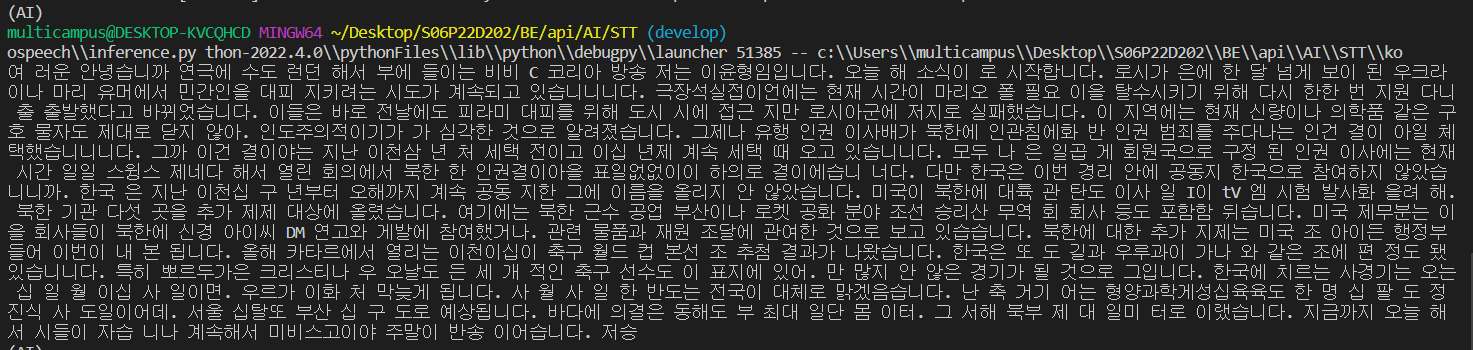 (AI)
multicampus@DESKTOP-KVCQHCD MINGW64 ~/Desktop/S06P22D202/BE/api/AI/STT (develop)
ospeech\\inference.py thon-2022.4.0\\pythonFiles\\lib\\python\\debugpy\\launcher 51385 -- c:\\Users\\multicampus\\Desktop\\S06P22D202\\BE\\api\\AI\\STT\\ko
여 러운 안녕습니까 연극에 수도 런던 해서 부에 들이는 비비 C 코리아 방송 저는 이윤형임입니다. 오늘 해 소식이 로 시작합니다. 로시가 은에 한 달 넘게 보이 된 우크라
이나 마리 유머에서 민간인을 대피 지키려는 시도가 계속되고 있습니니다. 극장석실접이언에는 현재 시간이 마리오 폴 필요 이을 탈수시키기 위해 다시 한한 번 지원 다니
 출 출발했다고 바뀌었습니다. 이들은 바로 전날에도 피라미 대피를 위해 도시 시에 접근 지만 로시아군에 저지로 실패했습니다. 이 지역에는 현재 신량이나 의학품 같은 구
호 물자도 제대로 닫지 않아. 인도주의적이기가 가 심각한 것으로 알려졌습니다. 그제나 유행 인권 이사배가 북한에 인관침에화 반 인권 범죄를 주다나는 인건 결이 아일 체
택했습니니니다. 그까 이건 결이야는 지난 이천삼 년 처 세택 전이고 이십 년제 계속 세택 때 오고 있습니니다. 모두 나 은 일곱 게 회원국으로 구정 된 인권 이사에는 현재
 시간 일일 스윙스 제네다 해서 열린 회의에서 북한 한 인권결이아을 표일없없이이 하의로 결이에습니 너다. 다만 한국은 이번 경리 안에 공동지 한국으로 참여하지 않았습
니니까. 한국 은 지난 이천십 구 년부터 오해까지 계속 공동 지한 그에 이름을 올리지 안 않았습니다. 미국이 북한에 대륙 관 탄도 이사 일 I이 tV 엠 시험 발사화 올려 해.
 북한 기관 다섯 곳을 추가 제제 대상에 올렸습니다. 여기에는 북한 근수 공업 부산이나 로켓 공화 분야 조선 승리산 무역 회 회사 등도 포함함 뒤습니다. 미국 제무분는 이
을 회사들이 북한에 신경 아이씨 DM 연고와 게발에 참여했거나. 관련 물품과 재원 조달에 관여한 것으로 보고 있습습니다. 북한에 대한 추가 지제는 미국 조 아이든 행정부
들어 이번이 내 본 됩니다. 올해 카타르에서 열리는 이천이십이 축구 월드 컵 본선 조 추첨 결과가 나왔습니다. 한국은 또 도 길과 우루과이 가나 와 같은 조에 편 정도 됐
있습니니다. 특히 뽀르두가은 크리스티나 우 오날도 든 세 개 적인 축구 선수도 이 표지에 있어. 만 많지 안 않은 경기가 될 것으로 그입니다. 한국에 치르는 사경기는 오는
 십 일 월 이십 사 일이면. 우르가 이화 처 막늦게 됩니다. 사 월 사 일 한 반도는 전국이 대체로 맑겠음습니다. 난 축 거기 어는 형양과학게성십육육도 한 명 십 팔 도 정
진식 사 도일이어데. 서울 십탈또 부산 십 구 도로 예상됩니다. 바다에 의결은 동해도 부 최대 일단 몸 이터. 그 서해 북부 제 대 일미 터로 이랬습니다. 지금까지 오늘 해
서 시들이 자습 니나 계속해서 미비스고이야 주말이 반송 이어습니다. 저승
(AI)